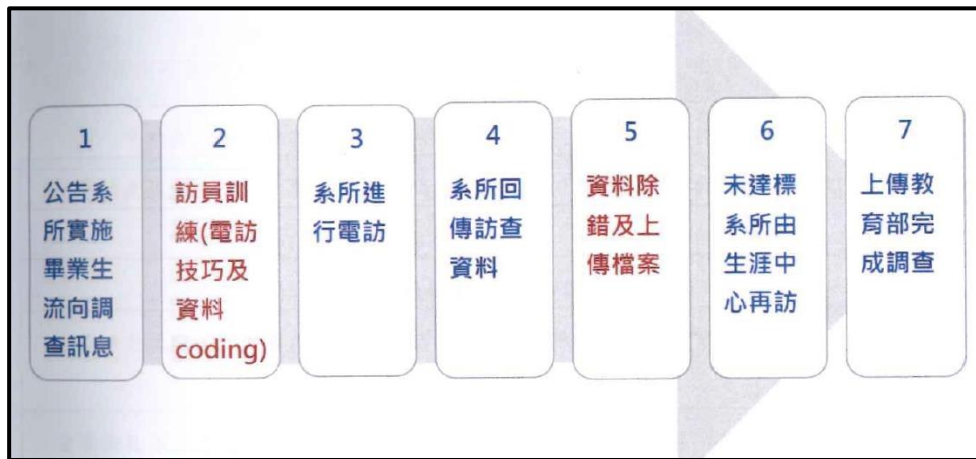 1
公告系
所實施
畢業生
流向調
查訊息
2
訪員訓
練(電訪
技巧及
資料
coding)
3
系所進
行電訪
4
系所回
傳訪查
資料
5
資料除
錯及上
傳檔案
6
未達標
系所由
生涯中
心再訪
7
上傳教
育部完
成調查